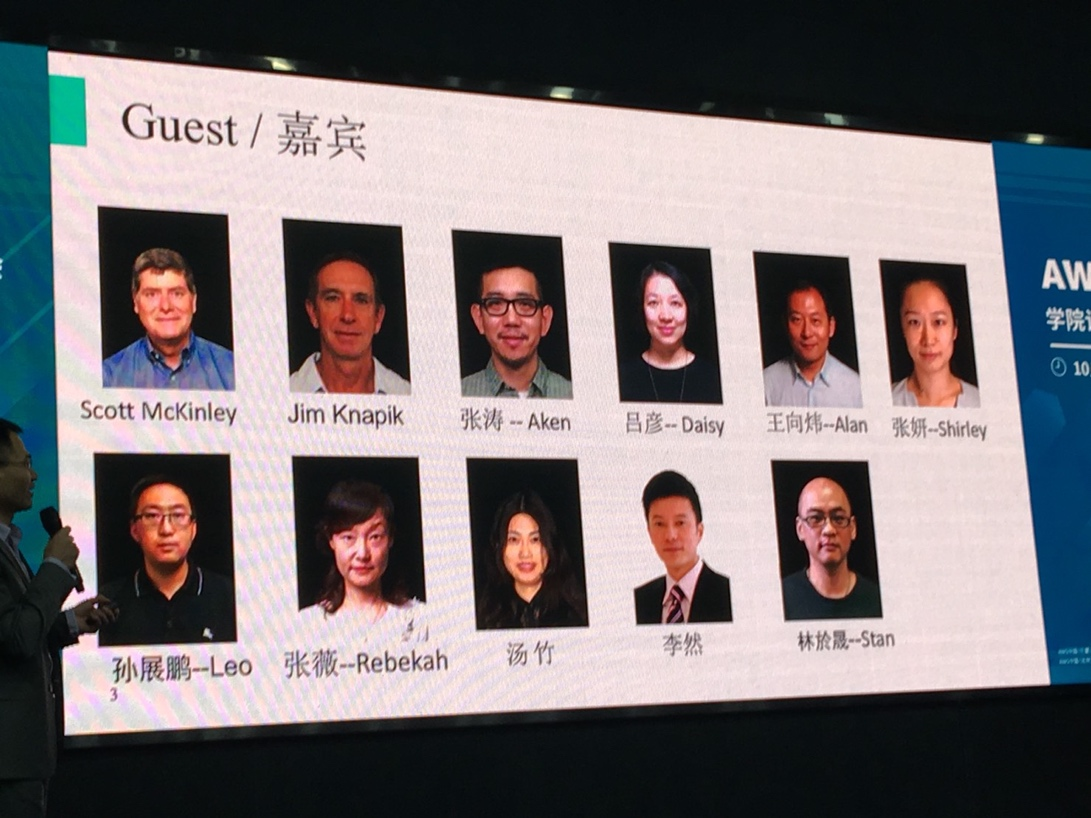 Guest / 嘉宾
Scott McKinley
Jim Knapik
张涛 -- Aken
吕彦-- Daisy
王向炜--Alan
张妍--Shirley
孙展鹏--Leo
张薇--Rebekah
汤竹
李然
林於晟--Stan
3
AW
学院
10